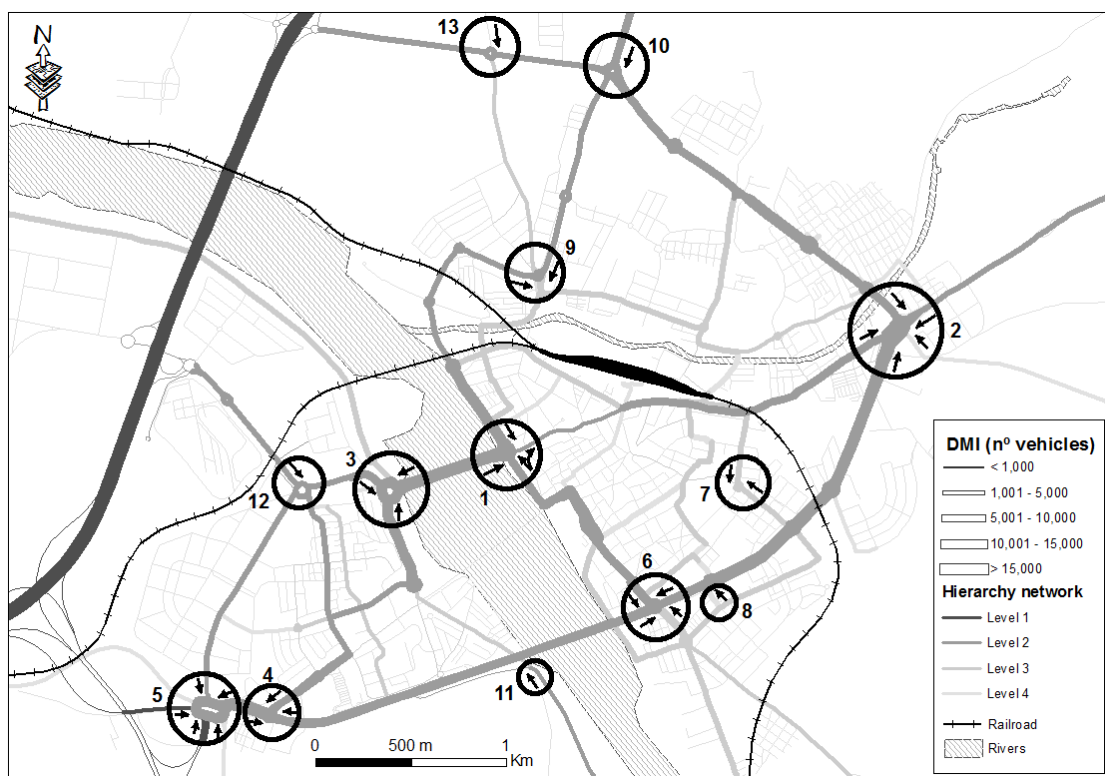 N
13
10
9
2
3
12
1
7
6
8
5
4
11
0 500 m 1
Km
DMI (nº vehicles)
< 1,000
1,001 - 5,000
5,001 - 10,000
10,001 - 15,000
> 15,000
Hierarchy network
Level 1
Level 2
Level 3
Level 4
Railroad
Rivers